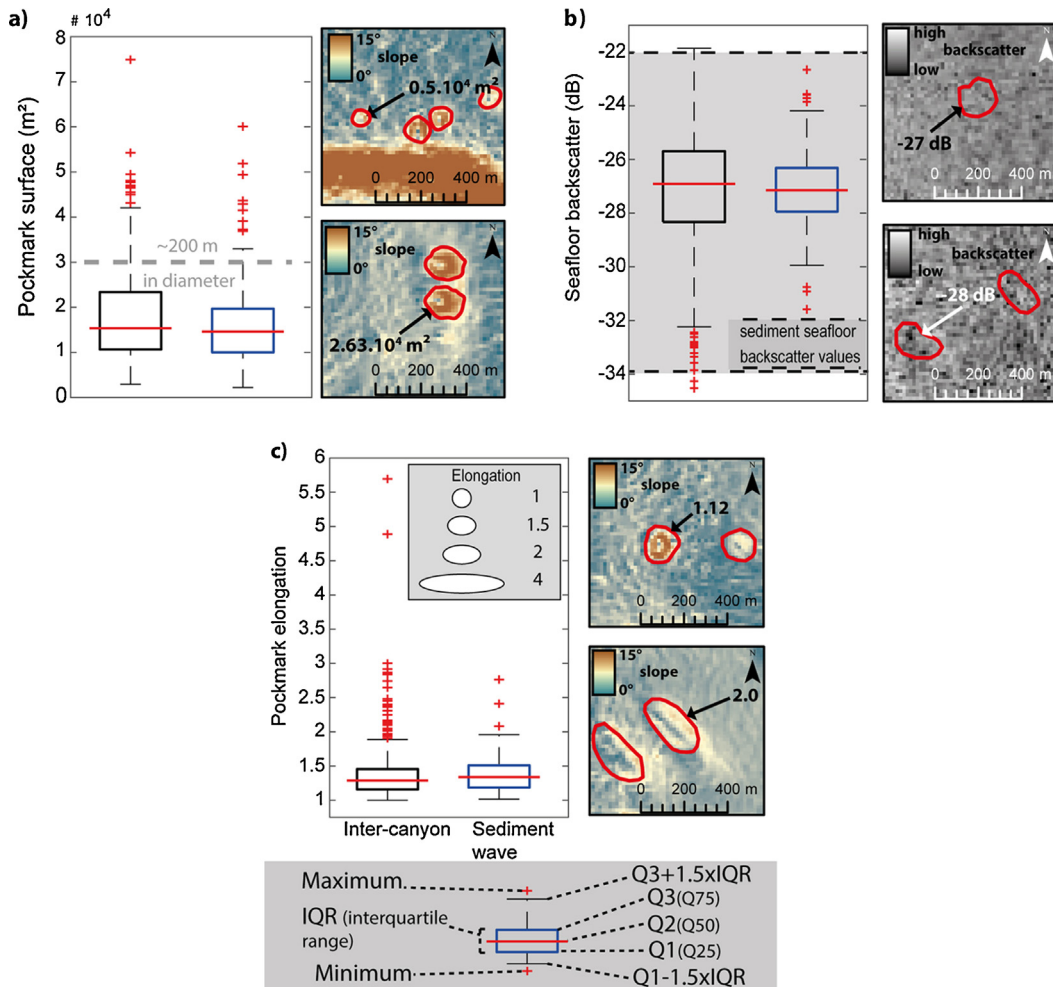 a)
# 10⁴
8
7
6
5
4
3
2
1
0
Pockmark surface (m²)
~200 m
in diameter
15°
0°
slope
N
0.5.10⁴ m²
0 200 400 m
15°
0°
slope
N
2.63.10⁴ m²
0 200 400 m
b)
-22
-24
-26
-28
-30
-32
-34
Seafloor backscatter (dB)
sediment seafloor
backscatter values
high
low
backscatter
N
-27 dB
0 200 400 m
high
low
backscatter
N
-28 dB
0 200 400 m
c)
6
5.5
5
4.5
4
3.5
3
2.5
2
1.5
1
Pockmark elongation
Elongation
1
1.5
2
4
Inter-canyon
Sediment
wave
15°
0°
slope
N
1.12
0 200 400 m
15°
0°
slope
N
2.0
0 200 400 m
Maximum
IQR (interquartile
range)
Minimum
Q3+1.5xIQR
Q3(Q75)
Q2(Q50)
Q1(Q25)
Q1-1.5xIQR